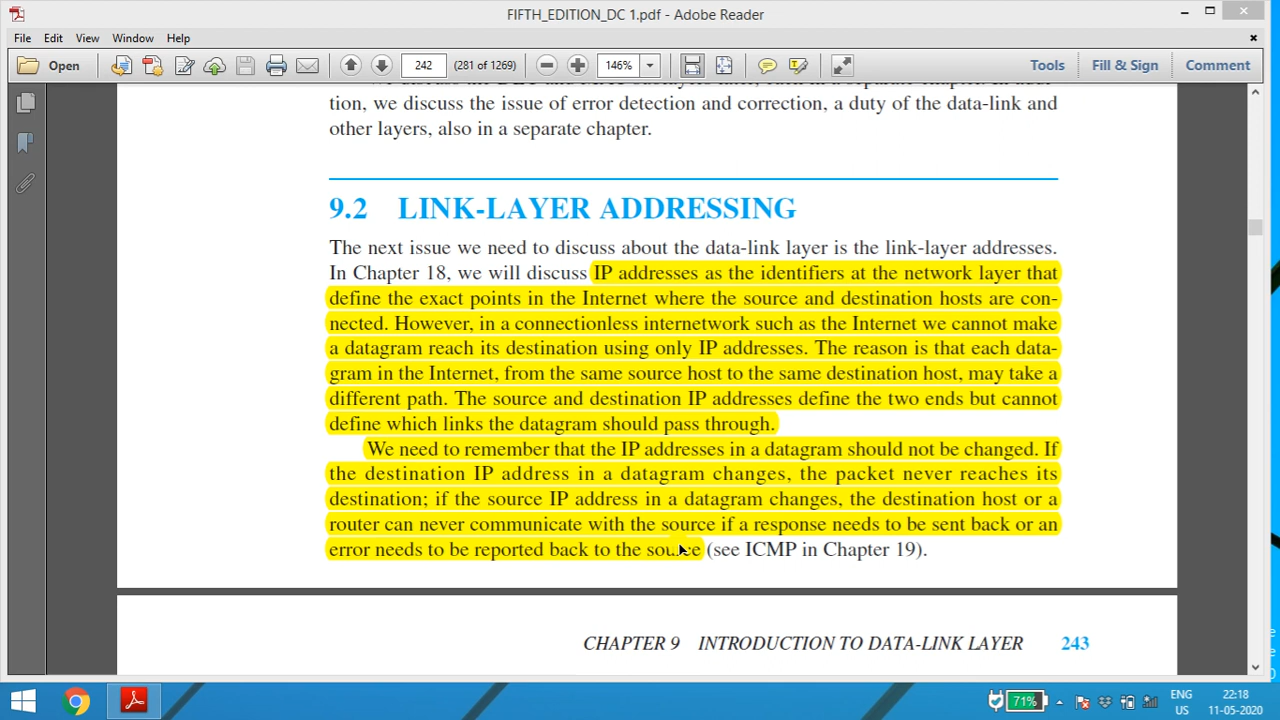 FIFTH_EDITION_DC 1.pdf - Adobe Reader
File Edit View Window Help
Open 242 (281 of 1269) 146% Tools Fill & Sign Comment
tion, we discuss the issue of error detection and correction, a duty of the data-link and
other layers, also in a separate chapter.
9.2 LINK-LAYER ADDRESSING
The next issue we need to discuss about the data-link layer is the link-layer addresses.
In Chapter 18, we will discuss IP addresses as the identifiers at the network layer that
define the exact points in the Internet where the source and destination hosts are con-
nected. However, in a connectionless internetwork such as the Internet we cannot make
a datagram reach its destination using only IP addresses. The reason is that each data-
gram in the Internet, from the same source host to the same destination host, may take a
different path. The source and destination IP addresses define the two ends but cannot
define which links the datagram should pass through.
We need to remember that the IP addresses in a datagram should not be changed. If
the destination IP address in a datagram changes, the packet never reaches its
destination; if the source IP address in a datagram changes, the destination host or a
router can never communicate with the source if a response needs to be sent back or an
error needs to be reported back to the source (see ICMP in Chapter 19).
CHAPTER 9 INTRODUCTION TO DATA-LINK LAYER 243
71% ENG 22:18
US 11-05-2020